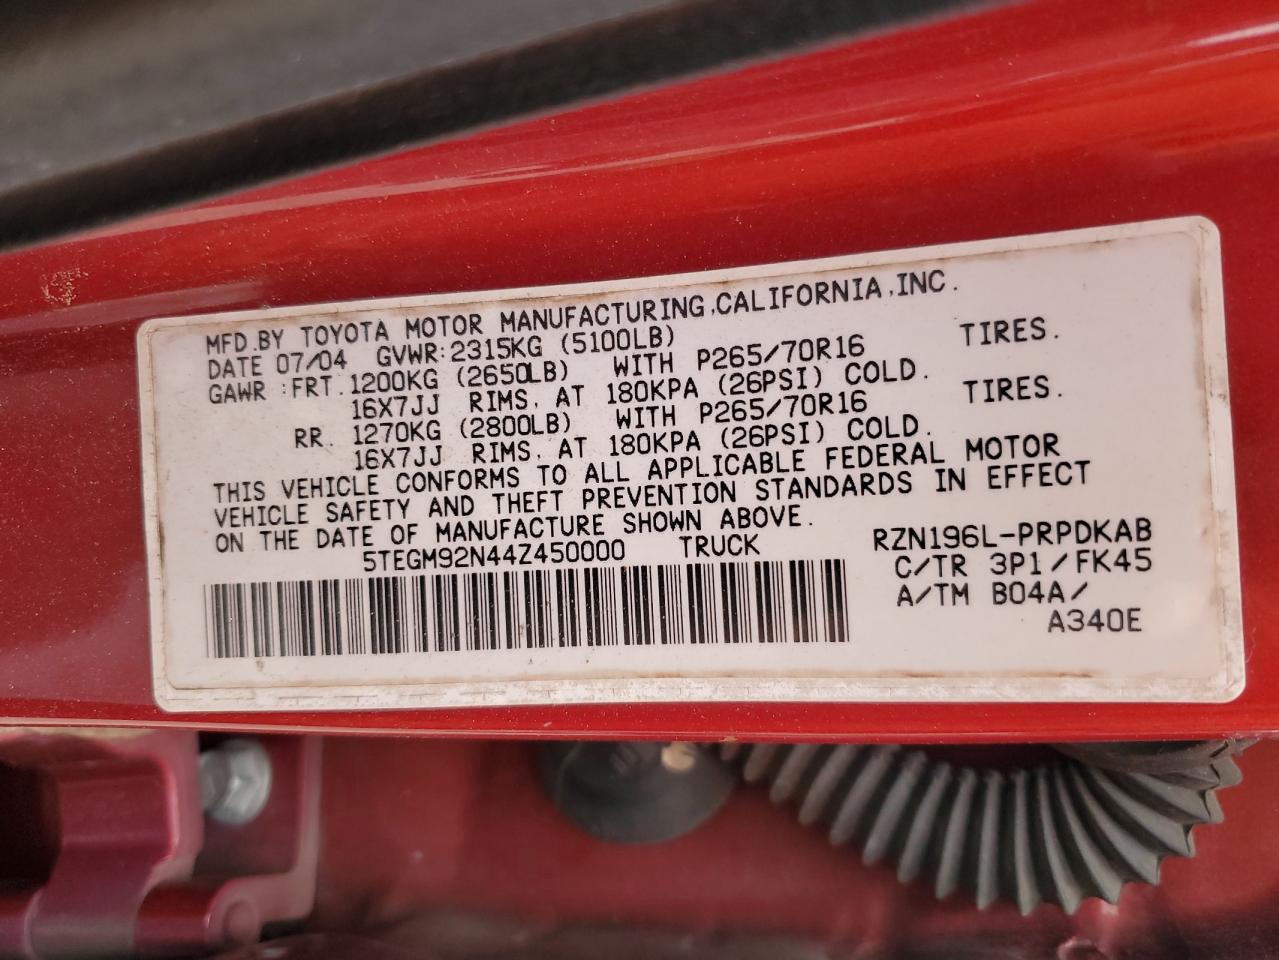 MFD.BY TOYOTA MOTOR MANUFACTURING,CALIFORNIA,INC.
DATE 07/04 GVWR:2315KG (5100LB)
GAWR:FRT. 1200KG (2650LB) WITH P265/70R16 TIRES.
16X7JJ RIMS, AT 180KPA (26PSI) COLD.
RR. 1270KG (2800LB) WITH P265/70R16 TIRES.
16X7JJ RIMS, AT 180KPA (26PSI) COLD.
THIS VEHICLE CONFORMS TO ALL APPLICABLE FEDERAL MOTOR
VEHICLE SAFETY AND THEFT PREVENTION STANDARDS IN EFFECT
ON THE DATE OF MANUFACTURE SHOWN ABOVE.
5TEGM92N44Z450000 TRUCK RZN196L-PRPDKAB
C/TR 3P1/FK45
A/TM B04A/
A340E